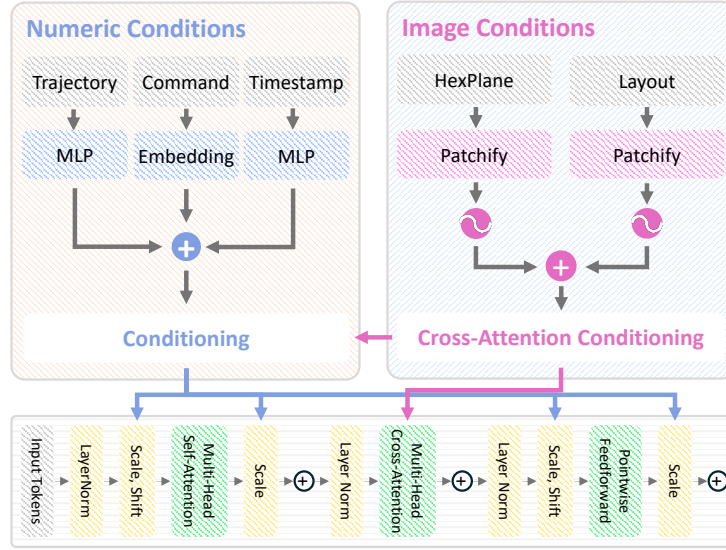 Numeric Conditions
Trajectory
Command
Timestamp
MLP
Embedding
MLP
+
Conditioning
Image Conditions
HexPlane
Layout
Patchify
Patchify
+
Cross-Attention Conditioning
Input Tokens
LayerNorm
Scale, Shift
Multi-Head
Self-Attention
Scale
+
Layer Norm
Multi-Head
Cross-Attention
+
Layer Norm
Scale, Shift
Pointwise
Feedforward
Scale
+